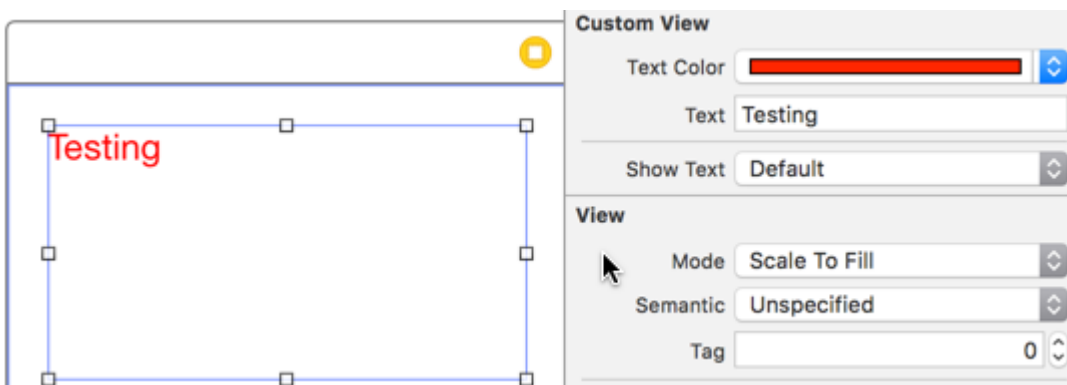 Testing
Custom View
Text Color
Text Testing
Show Text Default
View
Mode Scale To Fill
Semantic Unspecified
Tag 0